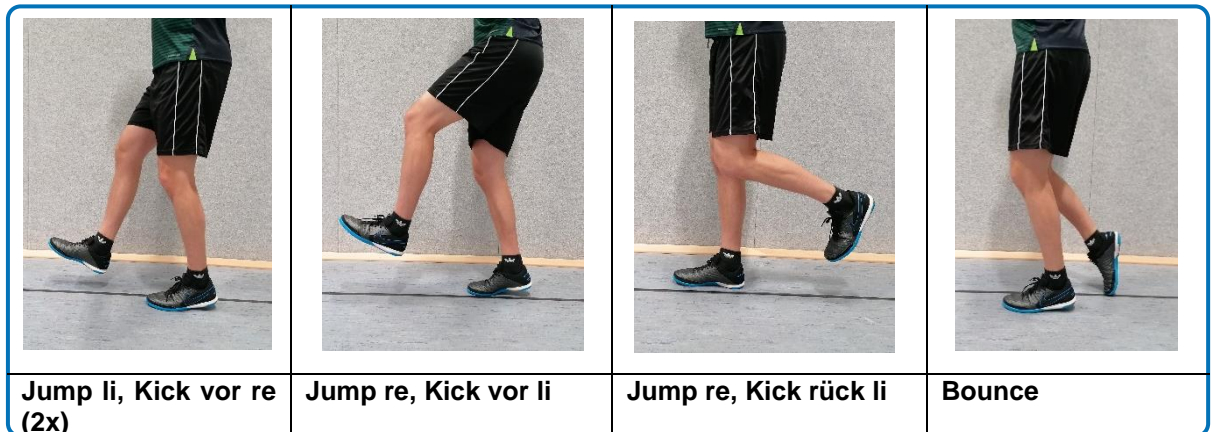 Jump li, Kick vor re
(2x)
Jump re, Kick vor li
Jump re, Kick rück li
Bounce